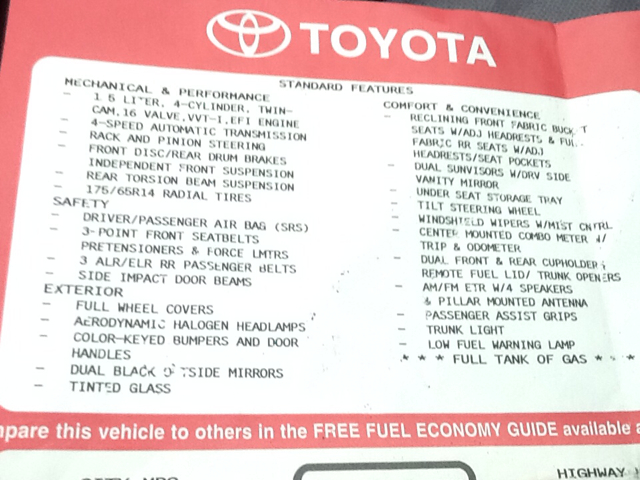 TOYOTA
STANDARD FEATURES
MECHANICAL & PERFORMANCE
- 1 5 LITER, 4-CYLINDER, TWIN-
CAM,16 VALVE,VVT-I,EFI ENGINE
- 4-SPEED AUTOMATIC TRANSMISSION
- RACK AND PINION STEERING
- FRONT DISC/REAR DRUM BRAKES
- INDEPENDENT FRONT SUSPENSION
- REAR TORSION BEAM SUSPENSION
- 175/65R14 RADIAL TIRES
SAFETY
- DRIVER/PASSENGER AIR BAG (SRS)
- 3-POINT FRONT SEATBELTS
PRETENSIONERS & FORCE LMTRS
- 3 ALR/ELR RR PASSENGER BELTS
- SIDE IMPACT DOOR BEAMS
EXTERIOR
- FULL WHEEL COVERS
- AERODYNAMIC HALOGEN HEADLAMPS
- COLOR-KEYED BUMPERS AND DOOR
HANDLES
- DUAL BLACK MIRRORS
- TINTED GLASS
COMFORT & CONVENIENCE
- RECLINING FRONT FABRIC
SEATS W/ADJ HEADRESTS &
FABRIC RR SEATS W/ADJ
HEADRESTS/SEAT POCKETS
- DUAL SUNVISORS W/DRV SIDE
VANITY MIRROR
- UNDER SEAT STORAGE TRAY
- TILT STEERING WHEEL
- WINDSHIELD WIPERS W/MIST CNTRL
- CENTER MOUNTED COMBO METER W/
TRIP & ODOMETER
- DUAL FRONT & REAR CUPHOLDER
- REMOTE FUEL LID/ TRUNK OPENERS
- AM/FM ETR W/4 SPEAKERS
& PILLAR MOUNTED ANTENNA
- PASSENGER ASSIST GRIPS
- TRUNK LIGHT
- LOW FUEL WARNING LAMP
* * * FULL TANK OF GAS * * *
mpare this vehicle to others in the FREE FUEL ECONOMY GUIDE available a
CITY MPG
HIGHWAY